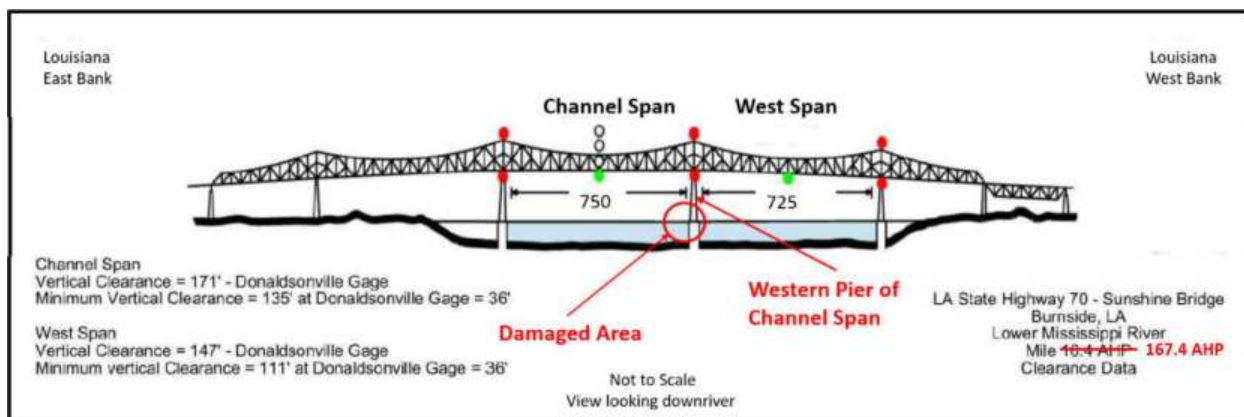 Louisiana
East Bank
Louisiana
West Bank
Channel Span
West Span
750
725
Channel Span
Vertical Clearance = 171' - Donaldsonville Gage
Minimum Vertical Clearance = 135' at Donaldsonville Gage = 36'
West Span
Vertical Clearance = 147' - Donaldsonville Gage
Minimum vertical Clearance = 111' at Donaldsonville Gage = 36'
Damaged Area
Western Pier of
Channel Span
Not to Scale
View looking downriver
LA State Highway 70 - Sunshine Bridge
Burnside, LA
Lower Mississippi River
Mile 16.4 AHP 167.4 AHP
Clearance Data